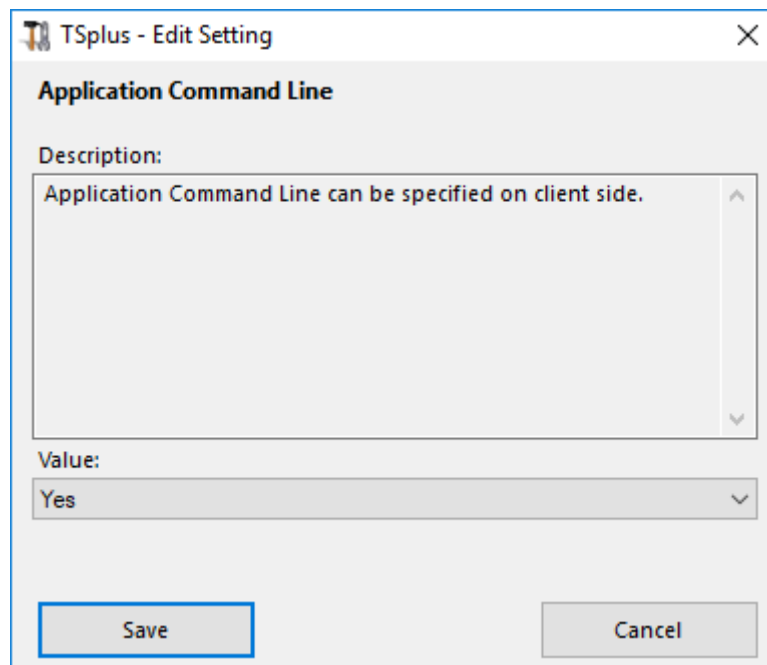 TSplus - Edit Setting
Application Command Line
Description:
Application Command Line can be specified on client side.
Value:
Yes
Save
Cancel